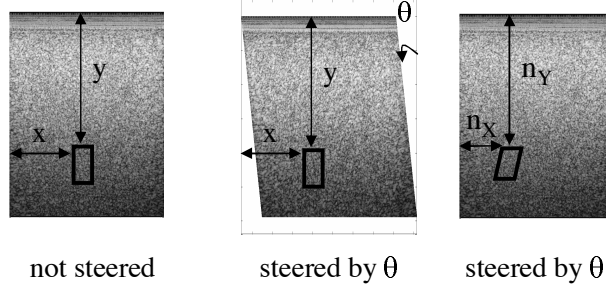 θ
y
y
n_Y
x
x
n_X
not steered
steered by θ
steered by θ